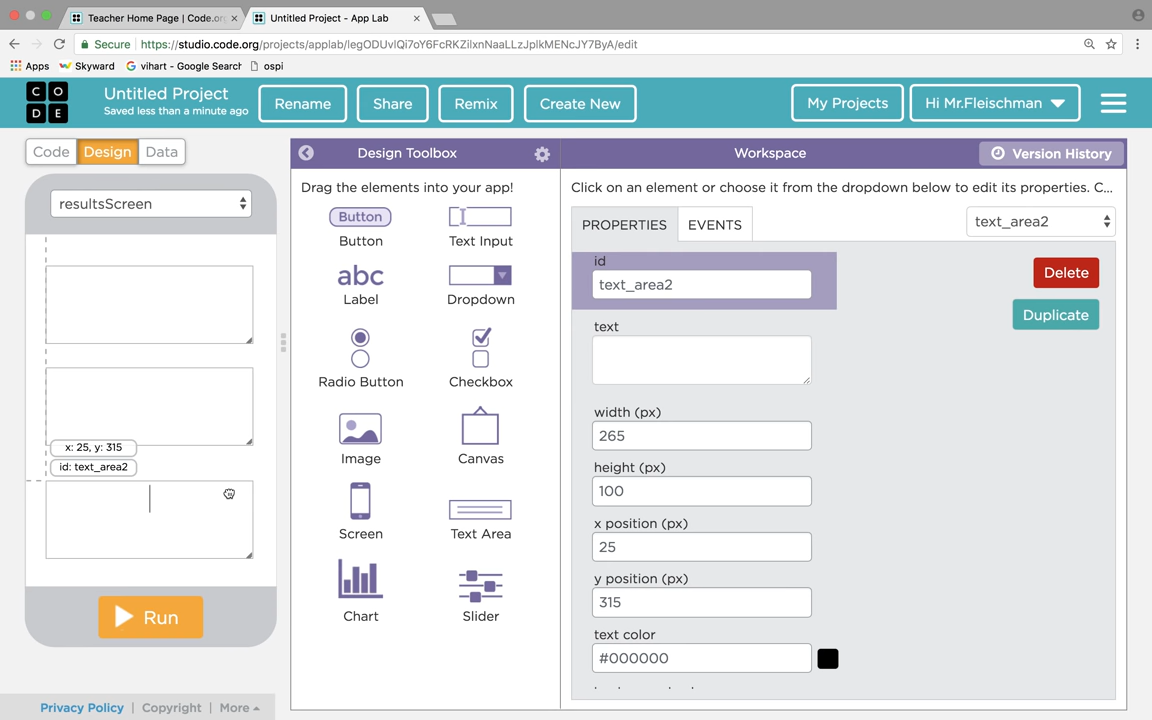 Teacher Home Page | Code.or
Untitled Project - App Lab
Secure
https://studio.code.org/projects/applab/legODUvlQi7oY6FcRKZilxnNaaLLzJplkMENcJY7ByA/edit
Apps
Skyward
vihart - Google Search
ospi
C O
D E
Untitled Project
Saved less than a minute ago
Rename
Share
Remix
Create New
My Projects
Hi Mr.Fleischman
Code
Design
Data
Design Toolbox
Workspace
Version History
resultsScreen
Drag the elements into your app!
Click on an element or choose it from the dropdown below to edit its properties. C...
Button
Button
Text Input
abc
Label
Dropdown
Radio Button
Checkbox
Image
Canvas
Screen
Text Area
Chart
Slider
PROPERTIES
EVENTS
text_area2
id
text_area2
Delete
Duplicate
text
width (px)
265
height (px)
100
x position (px)
25
y position (px)
315
text color
#000000
x: 25, y: 315
id: text_area2
Run
Privacy Policy
|
Copyright
|
More